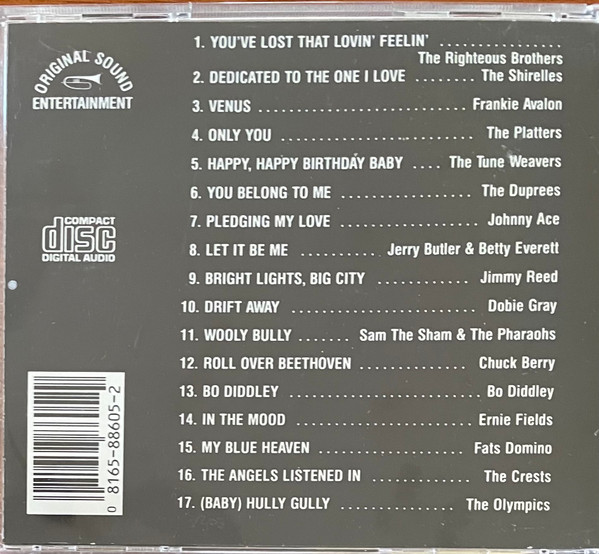 ORIGINAL SOUND
ENTERTAINMENT
COMPACT
disc
DIGITAL AUDIO
0 8165-88605-2
1. YOU'VE LOST THAT LOVIN' FEELIN' ................
The Righteous Brothers
2. DEDICATED TO THE ONE I LOVE ........ The Shirelles
3. VENUS ............................. Frankie Avalon
4. ONLY YOU .......................... The Platters
5. HAPPY, HAPPY BIRTHDAY BABY .... The Tune Weavers
6. YOU BELONG TO ME .................. The Duprees
7. PLEDGING MY LOVE .................. Johnny Ace
8. LET IT BE ME ........... Jerry Butler & Betty Everett
9. BRIGHT LIGHTS, BIG CITY ............ Jimmy Reed
10. DRIFT AWAY ......................... Dobie Gray
11. WOOLY BULLY ....... Sam The Sham & The Pharaohs
12. ROLL OVER BEETHOVEN .............. Chuck Berry
13. BO DIDDLEY ......................... Bo Diddley
14. IN THE MOOD ....................... Ernie Fields
15. MY BLUE HEAVEN .................... Fats Domino
16. THE ANGELS LISTENED IN ............. The Crests
17. (BABY) HULLY GULLY ................. The Olympics